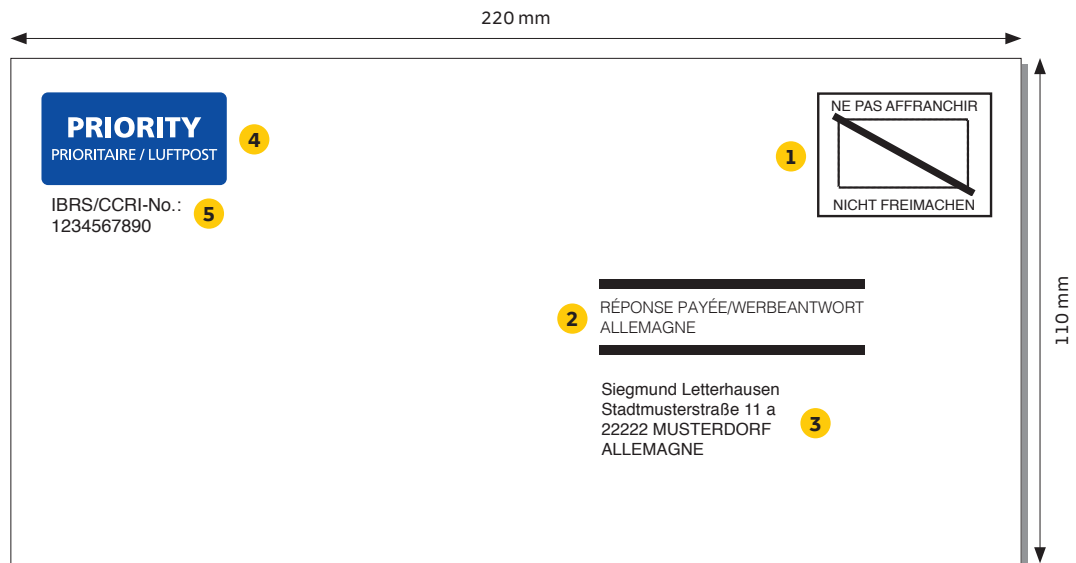 220 mm
PRIORITY
PRIORITAIRE / LUFTPOST
4
IBRS/CCRI-No.:
1234567890
5
NE PAS AFFRANCHIR
1
NICHT FREIMACHEN
2
RÉPONSE PAYÉE/WERBEANTWORT
ALLEMAGNE
Siegmund Letterhausen
Stadtmusterstraße 11 a
22222 MUSTERDORF
ALLEMAGNE
3
110 mm